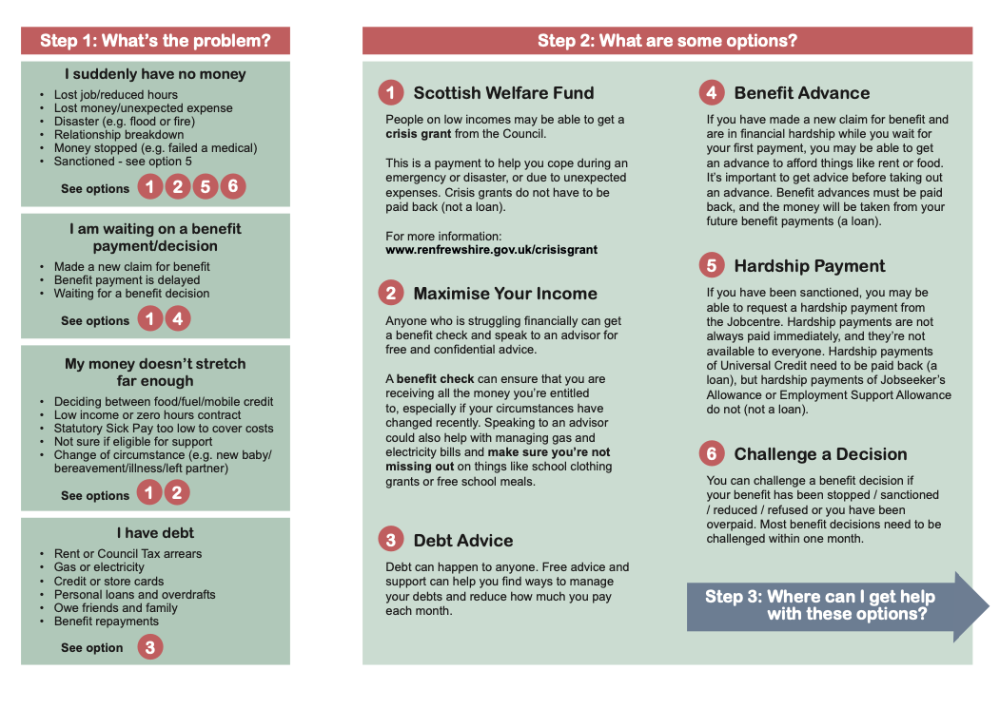 Step 1: What's the problem?
I suddenly have no money
• Lost job/reduced hours
• Lost money/unexpected expense
• Disaster (e.g. flood or fire)
• Relationship breakdown
• Money stopped (e.g. failed a medical)
• Sanctioned - see option 5
See options 1 2 5 6
I am waiting on a benefit
payment/decision
• Made a new claim for benefit
• Benefit payment is delayed
• Waiting for a benefit decision
See options 1 4
My money doesn't stretch
far enough
• Deciding between food/fuel/mobile credit
• Low income or zero hours contract
• Statutory Sick Pay too low to cover costs
• Not sure if eligible for support
• Change of circumstance (e.g. new baby/
bereavement/illness/left partner)
See options 1 2
I have debt
• Rent or Council Tax arrears
• Gas or electricity
• Credit or store cards
• Personal loans and overdrafts
• Owe friends and family
• Benefit repayments
See option 3
Step 2: What are some options?
1 Scottish Welfare Fund
People on low incomes may be able to get a
crisis grant from the Council.
This is a payment to help you cope during an
emergency or disaster, or due to unexpected
expenses. Crisis grants do not have to be
paid back (not a loan).
For more information:
www.renfrewshire.gov.uk/crisisgrant
2 Maximise Your Income
Anyone who is struggling financially can get
a benefit check and speak to an advisor for
free and confidential advice.
A benefit check can ensure that you are
receiving all the money you're entitled
to, especially if your circumstances have
changed recently. Speaking to an advisor
could also help with managing gas and
electricity bills and make sure you're not
missing out on things like school clothing
grants or free school meals.
3 Debt Advice
Debt can happen to anyone. Free advice and
support can help you find ways to manage
your debts and reduce how much you pay
each month.
4 Benefit Advance
If you have made a new claim for benefit and
are in financial hardship while you wait for
your first payment, you may be able to get
an advance to afford things like rent or food.
It's important to get advice before taking out
an advance. Benefit advances must be paid
back, and the money will be taken from your
future benefit payments (a loan).
5 Hardship Payment
If you have been sanctioned, you may be
able to request a hardship payment from
the Jobcentre. Hardship payments are not
always paid immediately, and they're not
available to everyone. Hardship payments
of Universal Credit need to be paid back (a
loan), but hardship payments of Jobseeker's
Allowance or Employment Support Allowance
do not (not a loan).
6 Challenge a Decision
You can challenge a benefit decision if
your benefit has been stopped / sanctioned
/ reduced / refused or you have been
overpaid. Most benefit decisions need to be
challenged within one month.
Step 3: Where can I get help
with these options?